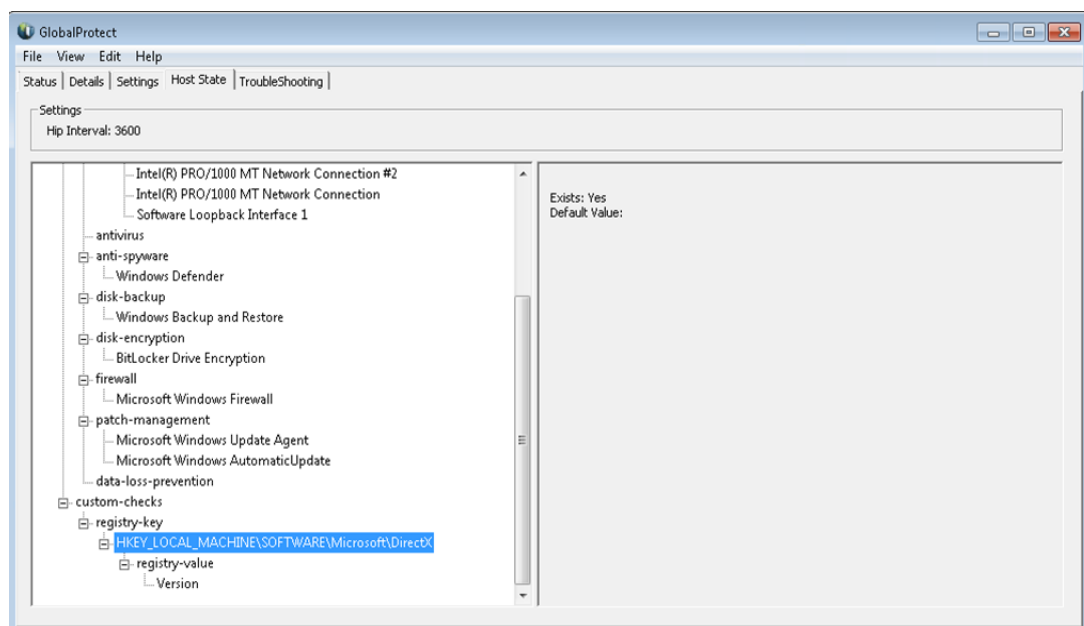 GlobalProtect
File View Edit Help
Status Details Settings Host State TroubleShooting
Settings
Hip Interval: 3600
Intel(R) PRO/1000 MT Network Connection #2
Intel(R) PRO/1000 MT Network Connection
Software Loopback Interface 1
antivirus
anti-spyware
Windows Defender
disk-backup
Windows Backup and Restore
disk-encryption
BitLocker Drive Encryption
firewall
Microsoft Windows Firewall
patch-management
Microsoft Windows Update Agent
Microsoft Windows AutomaticUpdate
data-loss-prevention
custom-checks
registry-key
HKEY_LOCAL_MACHINE\SOFTWARE\Microsoft\DirectX
registry-value
Version
Exists: Yes
Default Value: